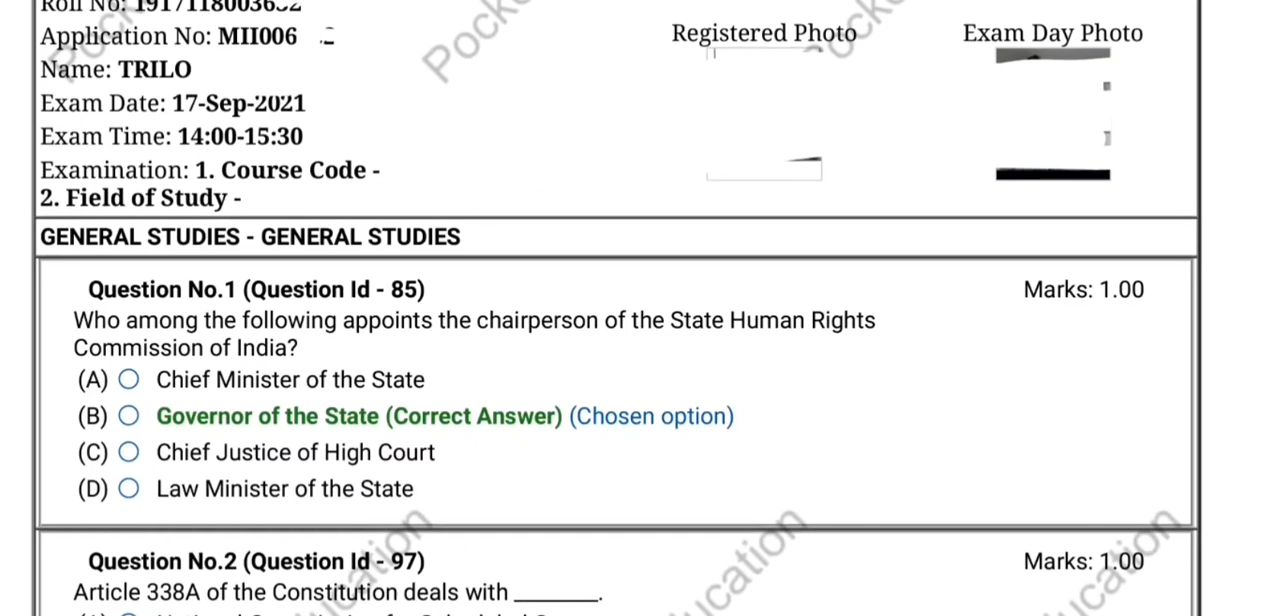 Roll No:
Application No: MII006
Registered Photo
Exam Day Photo
Name: TRILO
Exam Date: 17-Sep-2021
Exam Time: 14:00-15:30
Examination: 1. Course Code -
2. Field of Study -
GENERAL STUDIES - GENERAL STUDIES
Question No.1 (Question Id - 85)
Marks: 1.00
Who among the following appoints the chairperson of the State Human Rights
Commission of India?
(A) Chief Minister of the State
(B) Governor of the State (Correct Answer) (Chosen option)
(C) Chief Justice of High Court
(D) Law Minister of the State
Question No.2 (Question Id - 97)
Marks: 1.00
Article 338A of the Constitution deals with _______.